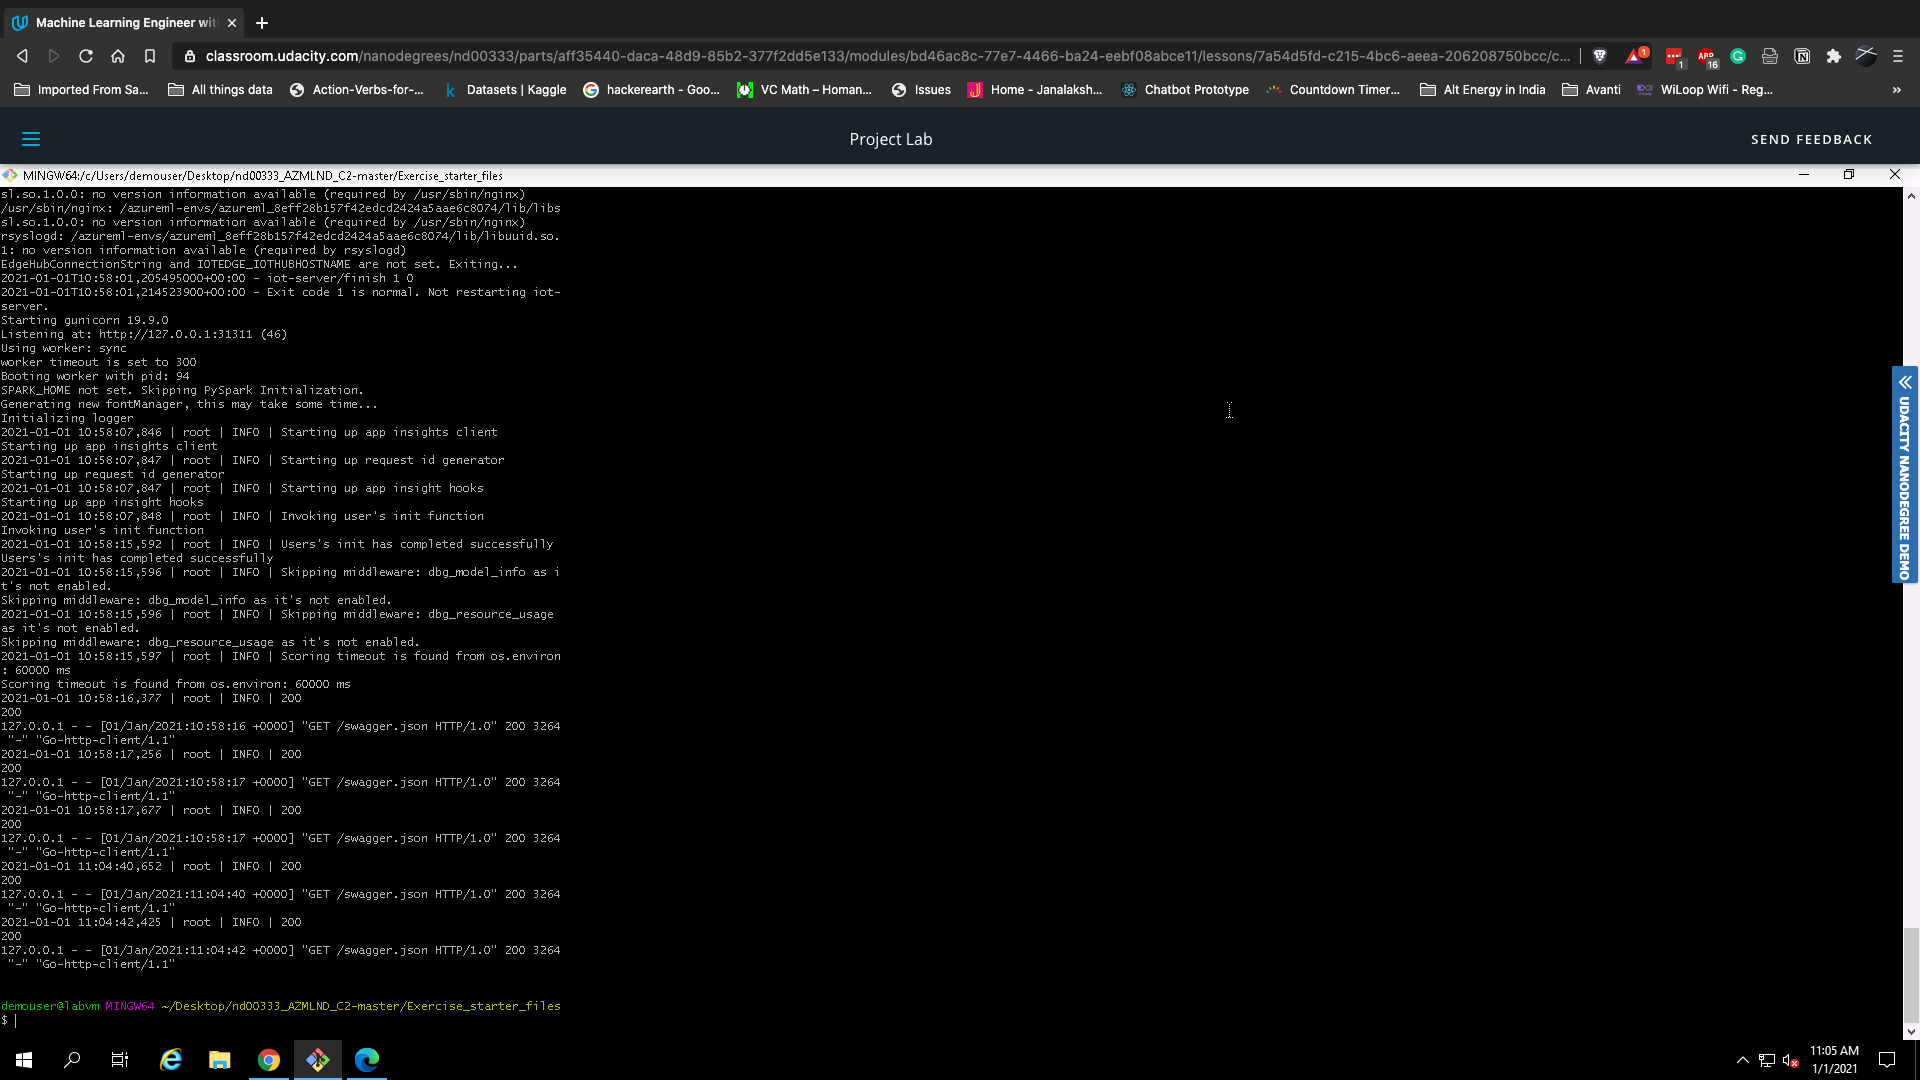 Machine Learning Engineer wit
classroom.udacity.com/nanodegrees/nd00333/parts/aff35440-daca-48d9-85b2-377f2dd5e133/modules/bd46ac8c-77e7-4466-ba24-eebf08abce11/lessons/7a54d5fd-c215-4bc6-aeea-206208750bcc/c...
1
1
ABP
16
Imported From Sa...
All things data
Action-Verbs-for-...
Datasets | Kaggle
hackerearth - Goo...
VC Math – Homan...
Issues
Home - Janalaksh...
Chatbot Prototype
Countdown Timer...
Alt Energy in India
Avanti
WiLoop Wifi - Reg...
Project Lab
SEND FEEDBACK
MINGW64:/c/Users/demouser/Desktop/nd00333_AZMLND_C2-master/Exercise_starter_files
sl.so.1.0.0: no version information available (required by /usr/sbin/nginx)
/usr/sbin/nginx: /azureml-envs/azureml_8eff28b157f42edcd2424a5aae6c8074/lib/libs
sl.so.1.0.0: no version information available (required by /usr/sbin/nginx)
rsyslogd: /azureml-envs/azureml_8eff28b157f42edcd2424a5aae6c8074/lib/libuuid.so.
1: no version information available (required by rsyslogd)
EdgeHubConnectionString and IOTEDGE_IOTHUBHOSTNAME are not set. Exiting...
2021-01-01T10:58:01,205495000+00:00 - iot-server/finish 1 0
2021-01-01T10:58:01,214523900+00:00 - Exit code 1 is normal. Not restarting iot-
server.
Starting gunicorn 19.9.0
Listening at: http://127.0.0.1:31311 (46)
Using worker: sync
worker timeout is set to 300
Booting worker with pid: 94
SPARK_HOME not set. Skipping PySpark Initialization.
Generating new fontManager, this may take some time...
Initializing logger
2021-01-01 10:58:07,846 | root | INFO | Starting up app insights client
Starting up app insights client
2021-01-01 10:58:07,847 | root | INFO | Starting up request id generator
Starting up request id generator
2021-01-01 10:58:07,847 | root | INFO | Starting up app insight hooks
Starting up app insight hooks
2021-01-01 10:58:07,848 | root | INFO | Invoking user's init function
Invoking user's init function
2021-01-01 10:58:15,592 | root | INFO | Users's init has completed successfully
Users's init has completed successfully
2021-01-01 10:58:15,596 | root | INFO | Skipping middleware: dbg_model_info as i
t's not enabled.
Skipping middleware: dbg_model_info as it's not enabled.
2021-01-01 10:58:15,596 | root | INFO | Skipping middleware: dbg_resource_usage
as it's not enabled.
Skipping middleware: dbg_resource_usage as it's not enabled.
2021-01-01 10:58:15,597 | root | INFO | Scoring timeout is found from os.environ
: 60000 ms
Scoring timeout is found from os.environ: 60000 ms
2021-01-01 10:58:16,377 | root | INFO | 200
200
127.0.0.1 - - [01/Jan/2021:10:58:16 +0000] "GET /swagger.json HTTP/1.0" 200 3264
"-" "Go-http-client/1.1"
2021-01-01 10:58:17,256 | root | INFO | 200
200
127.0.0.1 - - [01/Jan/2021:10:58:17 +0000] "GET /swagger.json HTTP/1.0" 200 3264
"-" "Go-http-client/1.1"
2021-01-01 10:58:17,677 | root | INFO | 200
200
127.0.0.1 - - [01/Jan/2021:10:58:17 +0000] "GET /swagger.json HTTP/1.0" 200 3264
"-" "Go-http-client/1.1"
2021-01-01 11:04:40,652 | root | INFO | 200
200
127.0.0.1 - - [01/Jan/2021:11:04:40 +0000] "GET /swagger.json HTTP/1.0" 200 3264
"-" "Go-http-client/1.1"
2021-01-01 11:04:42,425 | root | INFO | 200
200
127.0.0.1 - - [01/Jan/2021:11:04:42 +0000] "GET /swagger.json HTTP/1.0" 200 3264
"-" "Go-http-client/1.1"
demouser@labvm MINGW64 ~/Desktop/nd00333_AZMLND_C2-master/Exercise_starter_files
$
UDACITY NANODEGREE DEMO
11:05 AM
1/1/2021